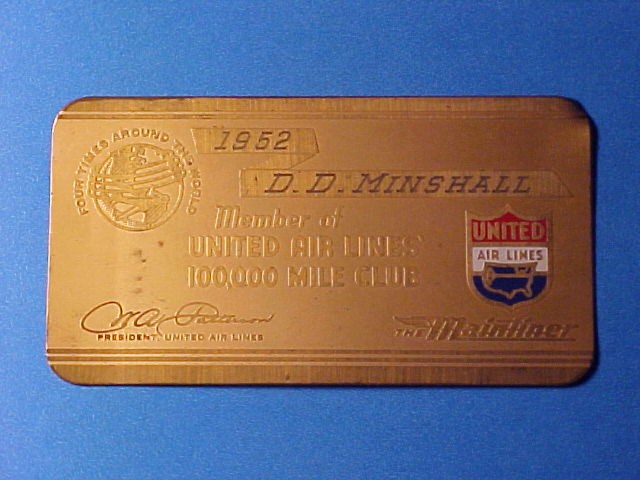 FOUR TIMES AROUND THE WORLD
1952
D. D. MINSHALL
Member of
UNITED AIR LINES'
100,000 MILE CLUB
UNITED
AIR LINES
W A Patterson
PRESIDENT, UNITED AIR LINES
THE Mainliner